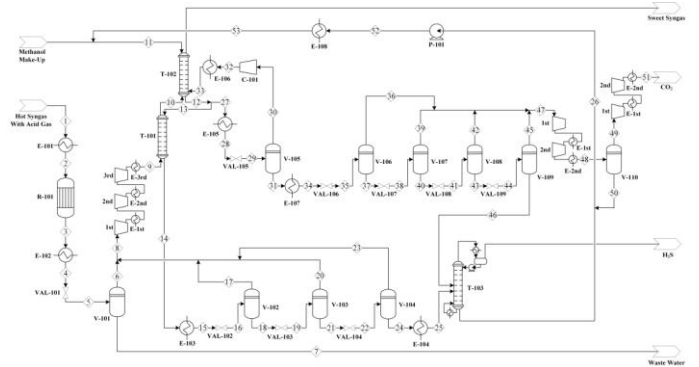 Sweet Syngas
53
E-108
52
P-101
11
Methanol
Make-Up
T-102
33
E-106
32
C-101
2nd
E-2nd
51
CO₂
1st
E-1st
26
Hot Syngas
With Acid Gas
1
10
12
13
27
30
36
47
1st
49
T-101
E-105
39
42
45
2nd
E-1st
E-101
28
48
E-2nd
2
9
VAL-105
29
V-105
V-106
V-107
V-108
V-109
V-110
3rd
E-3rd
31
E-107
34
VAL-106
35
37
VAL-107
38
40
VAL-108
41
43
VAL-109
44
50
R-101
2nd
E-2nd
46
3
1st
E-1st
14
E-102
8
23
H₂S
4
VAL-101
6
17
20
T-103
5
V-101
V-102
V-103
V-104
15
16
18
19
21
22
24
25
E-103
VAL-102
VAL-103
VAL-104
E-104
7
Waste Water